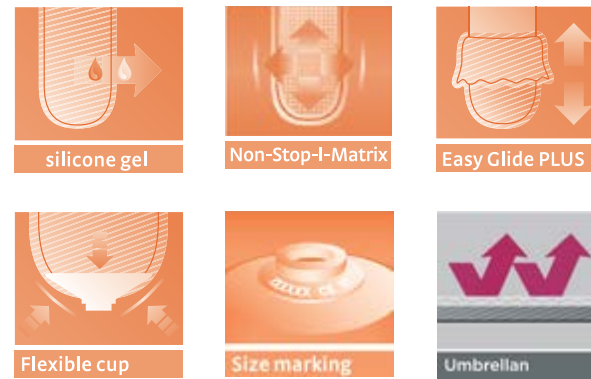 silicone gel
Non-Stop-I-Matrix
Easy Glide PLUS
Flexible cup
Size marking
Umbrellan